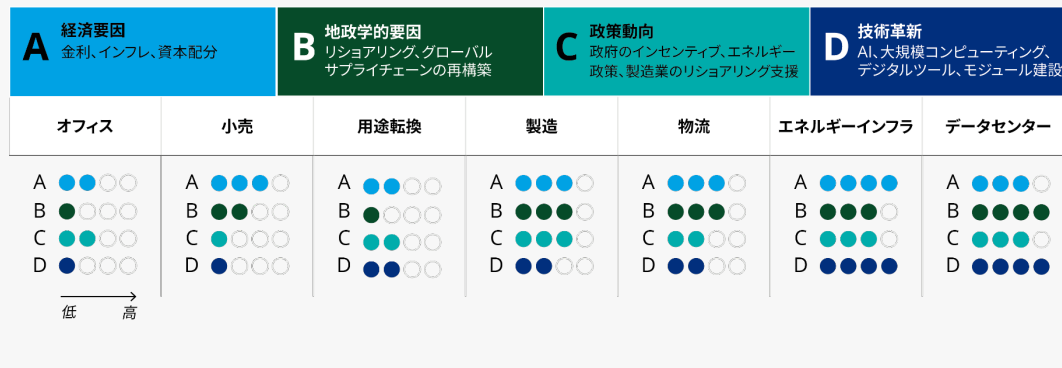 A 経済要因
金利、インフレ、資本配分
B 地政学的要因
リショアリング、グローバル
サプライチェーンの再構築
C 政策動向
政府のインセンティブ、エネルギー
政策、製造業のリショアリング支援
D 技術革新
AI、大規模コンピューティング、
デジタルツール、モジュール建設
オフィス 小売 用途転換 製造 物流 エネルギーインフラ データセンター
A A A A A A A
B B B B B B B
C C C C C C C
D D D D D D D
低 高